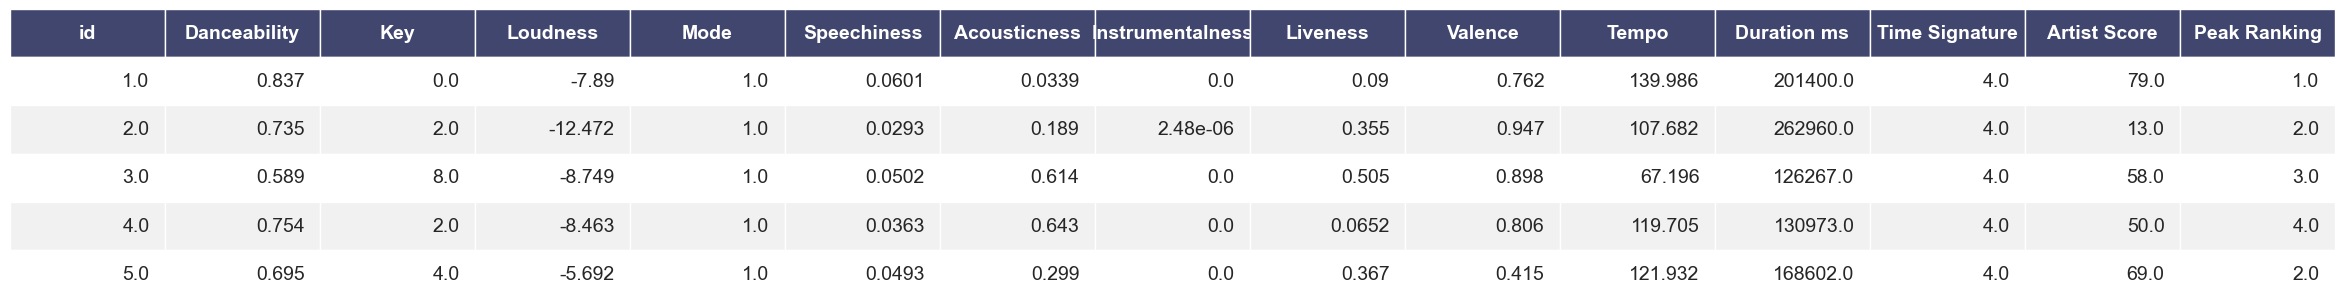 id Danceability Key Loudness Mode Speechiness Acousticness Instrumentalness Liveness Valence Tempo Duration ms Time Signature Artist Score Peak Ranking
1.0 0.837 0.0 -7.89 1.0 0.0601 0.0339 0.0 0.09 0.762 139.986 201400.0 4.0 79.0 1.0
2.0 0.735 2.0 -12.472 1.0 0.0293 0.189 2.48e-06 0.355 0.947 107.682 262960.0 4.0 13.0 2.0
3.0 0.589 8.0 -8.749 1.0 0.0502 0.614 0.0 0.505 0.898 67.196 126267.0 4.0 58.0 3.0
4.0 0.754 2.0 -8.463 1.0 0.0363 0.643 0.0 0.0652 0.806 119.705 130973.0 4.0 50.0 4.0
5.0 0.695 4.0 -5.692 1.0 0.0493 0.299 0.0 0.367 0.415 121.932 168602.0 4.0 69.0 2.0